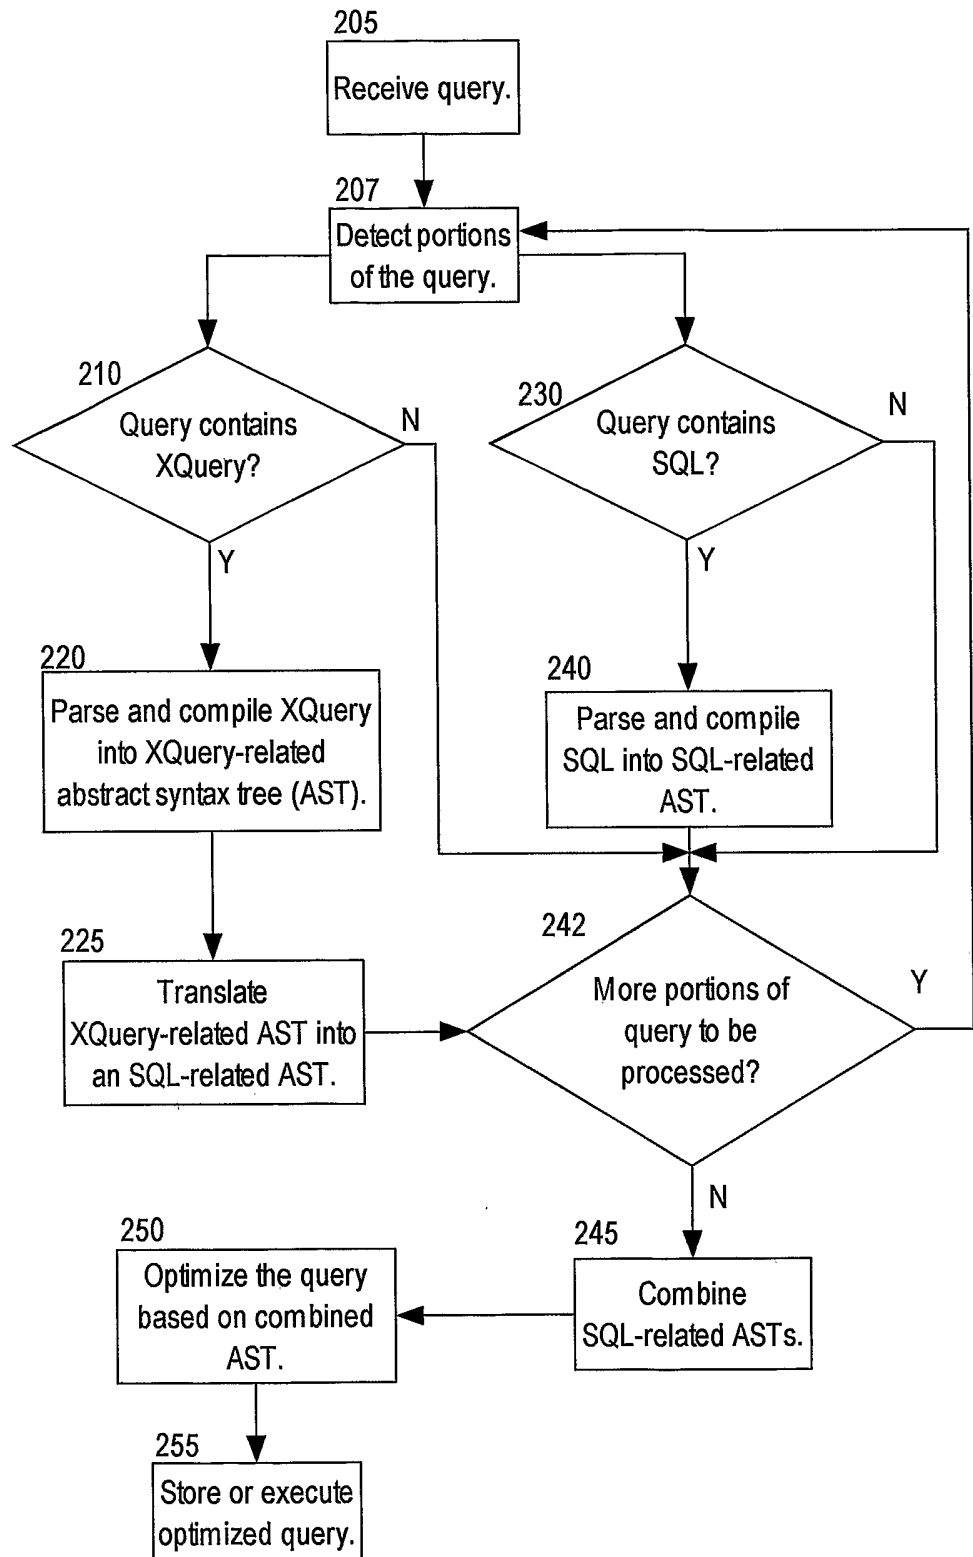 205
Receive query.
207
Detect portions
of the query.
210
Query contains
XQuery?
N
Y
230
Query contains
SQL?
N
Y
220
Parse and compile XQuery
into XQuery-related
abstract syntax tree (AST).
240
Parse and compile
SQL into SQL-related
AST.
225
Translate
XQuery-related AST into
an SQL-related AST.
242
More portions of
query to be
processed?
Y
N
245
Combine
SQL-related ASTs.
250
Optimize the query
based on combined
AST.
255
Store or execute
optimized query.